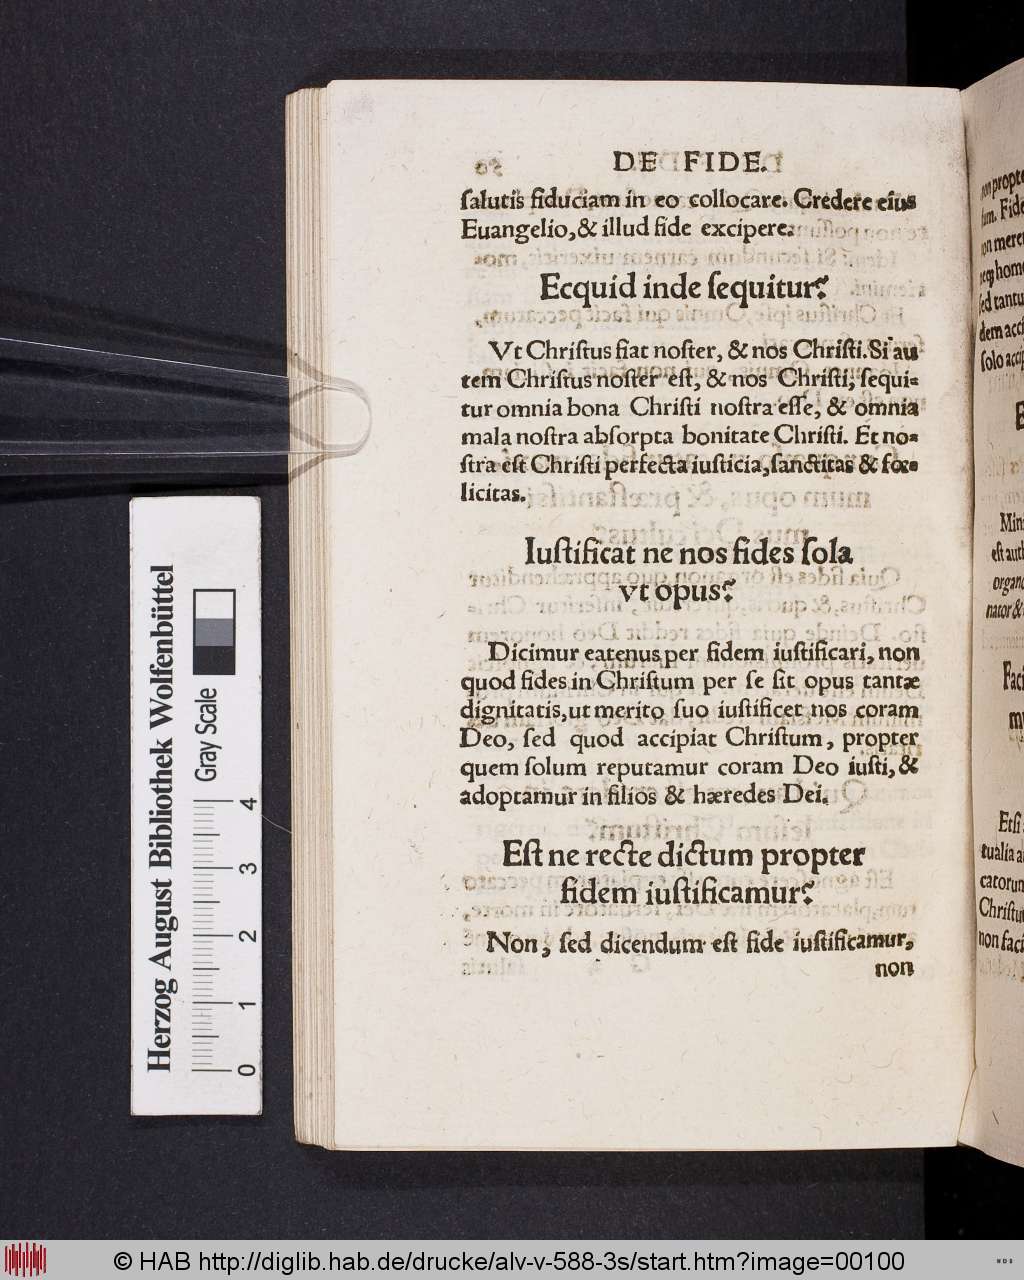 DE FIDE.
ſalutis fiduciam in eo collocare. Credere eius
Euangelio, & illud fide excipere.
Ecquid inde ſequitur?
Vt Chriſtus fiat noſter, & nos Chriſti. Si au
tem Chriſtus noſter eſt, & nos Chriſti, ſequi=
tur omnia bona Chriſti noſtra eſſe, & omnia
mala noſtra abſorpta bonitate Chriſti. Et no=
ſtra eſt Chriſti perfecta iuſticia, ſanctitas & fœ=
licitas.
Iuſtificat ne nos fides ſola
vt opus?
Dicimur eatenus per fidem iuſtificari, non
quod fides in Chriſtum per ſe ſit opus tantæ
dignitatis, ut merito ſuo iuſtificet nos coram
Deo, ſed quod accipiat Chriſtum, propter
quem ſolum reputamur coram Deo iuſti, &
adoptamur in filios & hæredes Dei.
Eſt ne recte dictum propter
fidem iuſtificamur?
Non, ſed dicendum eſt fide iuſtificamur,
non
Herzog August Bibliothek Wolfenbüttel
Gray Scale
0 1 2 3 4
© HAB http://diglib.hab.de/drucke/alv-v-588-3s/start.htm?image=00100